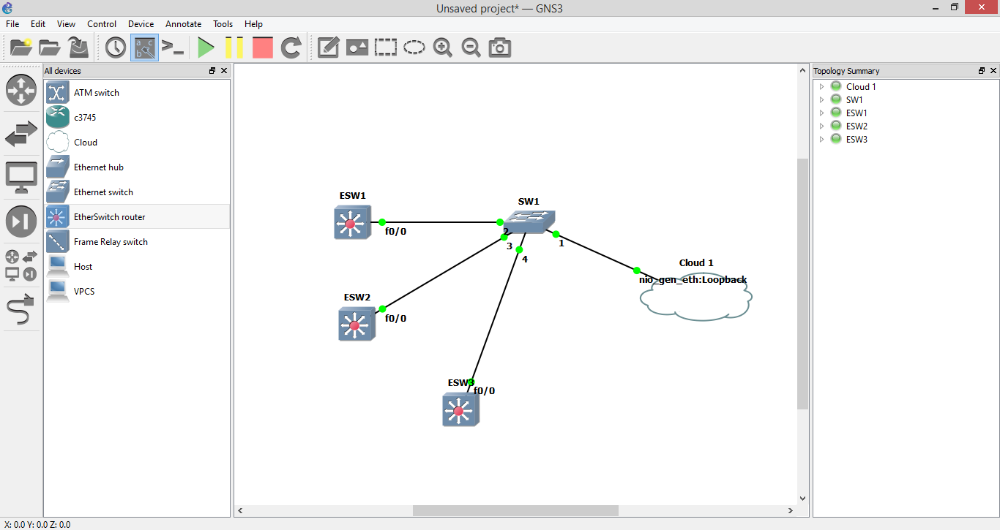 Unsaved project* — GNS3
File Edit View Control Device Annotate Tools Help
All devices
ATM switch
c3745
Cloud
Ethernet hub
Ethernet switch
EtherSwitch router
Frame Relay switch
Host
VPCS
ESW1
f0/0
SW1
2
3
4
1
Cloud 1
nio_gen_eth:Loopback
ESW2
f0/0
ESW3
f0/0
Topology Summary
Cloud 1
SW1
ESW1
ESW2
ESW3
X: 0.0 Y: 0.0 Z: 0.0